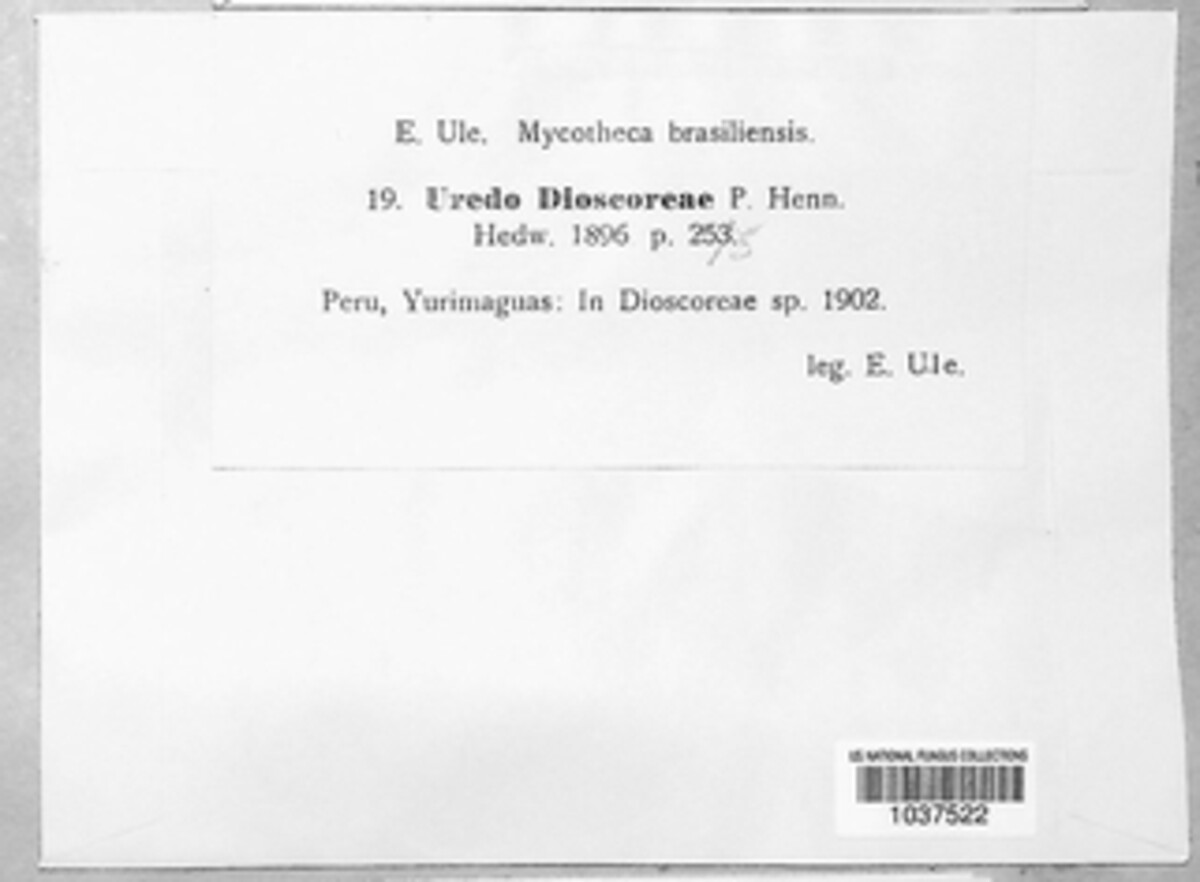 E. Ule. Mycotheca brasiliensis.
19. Uredo Dioscoreae P. Henn.
Hedw. 1896 p. 253. 5
Peru, Yurimaguas: In Dioscoreae sp. 1902.
leg. E. Ule.
US NATIONAL FUNGUS COLLECTIONS
1037522